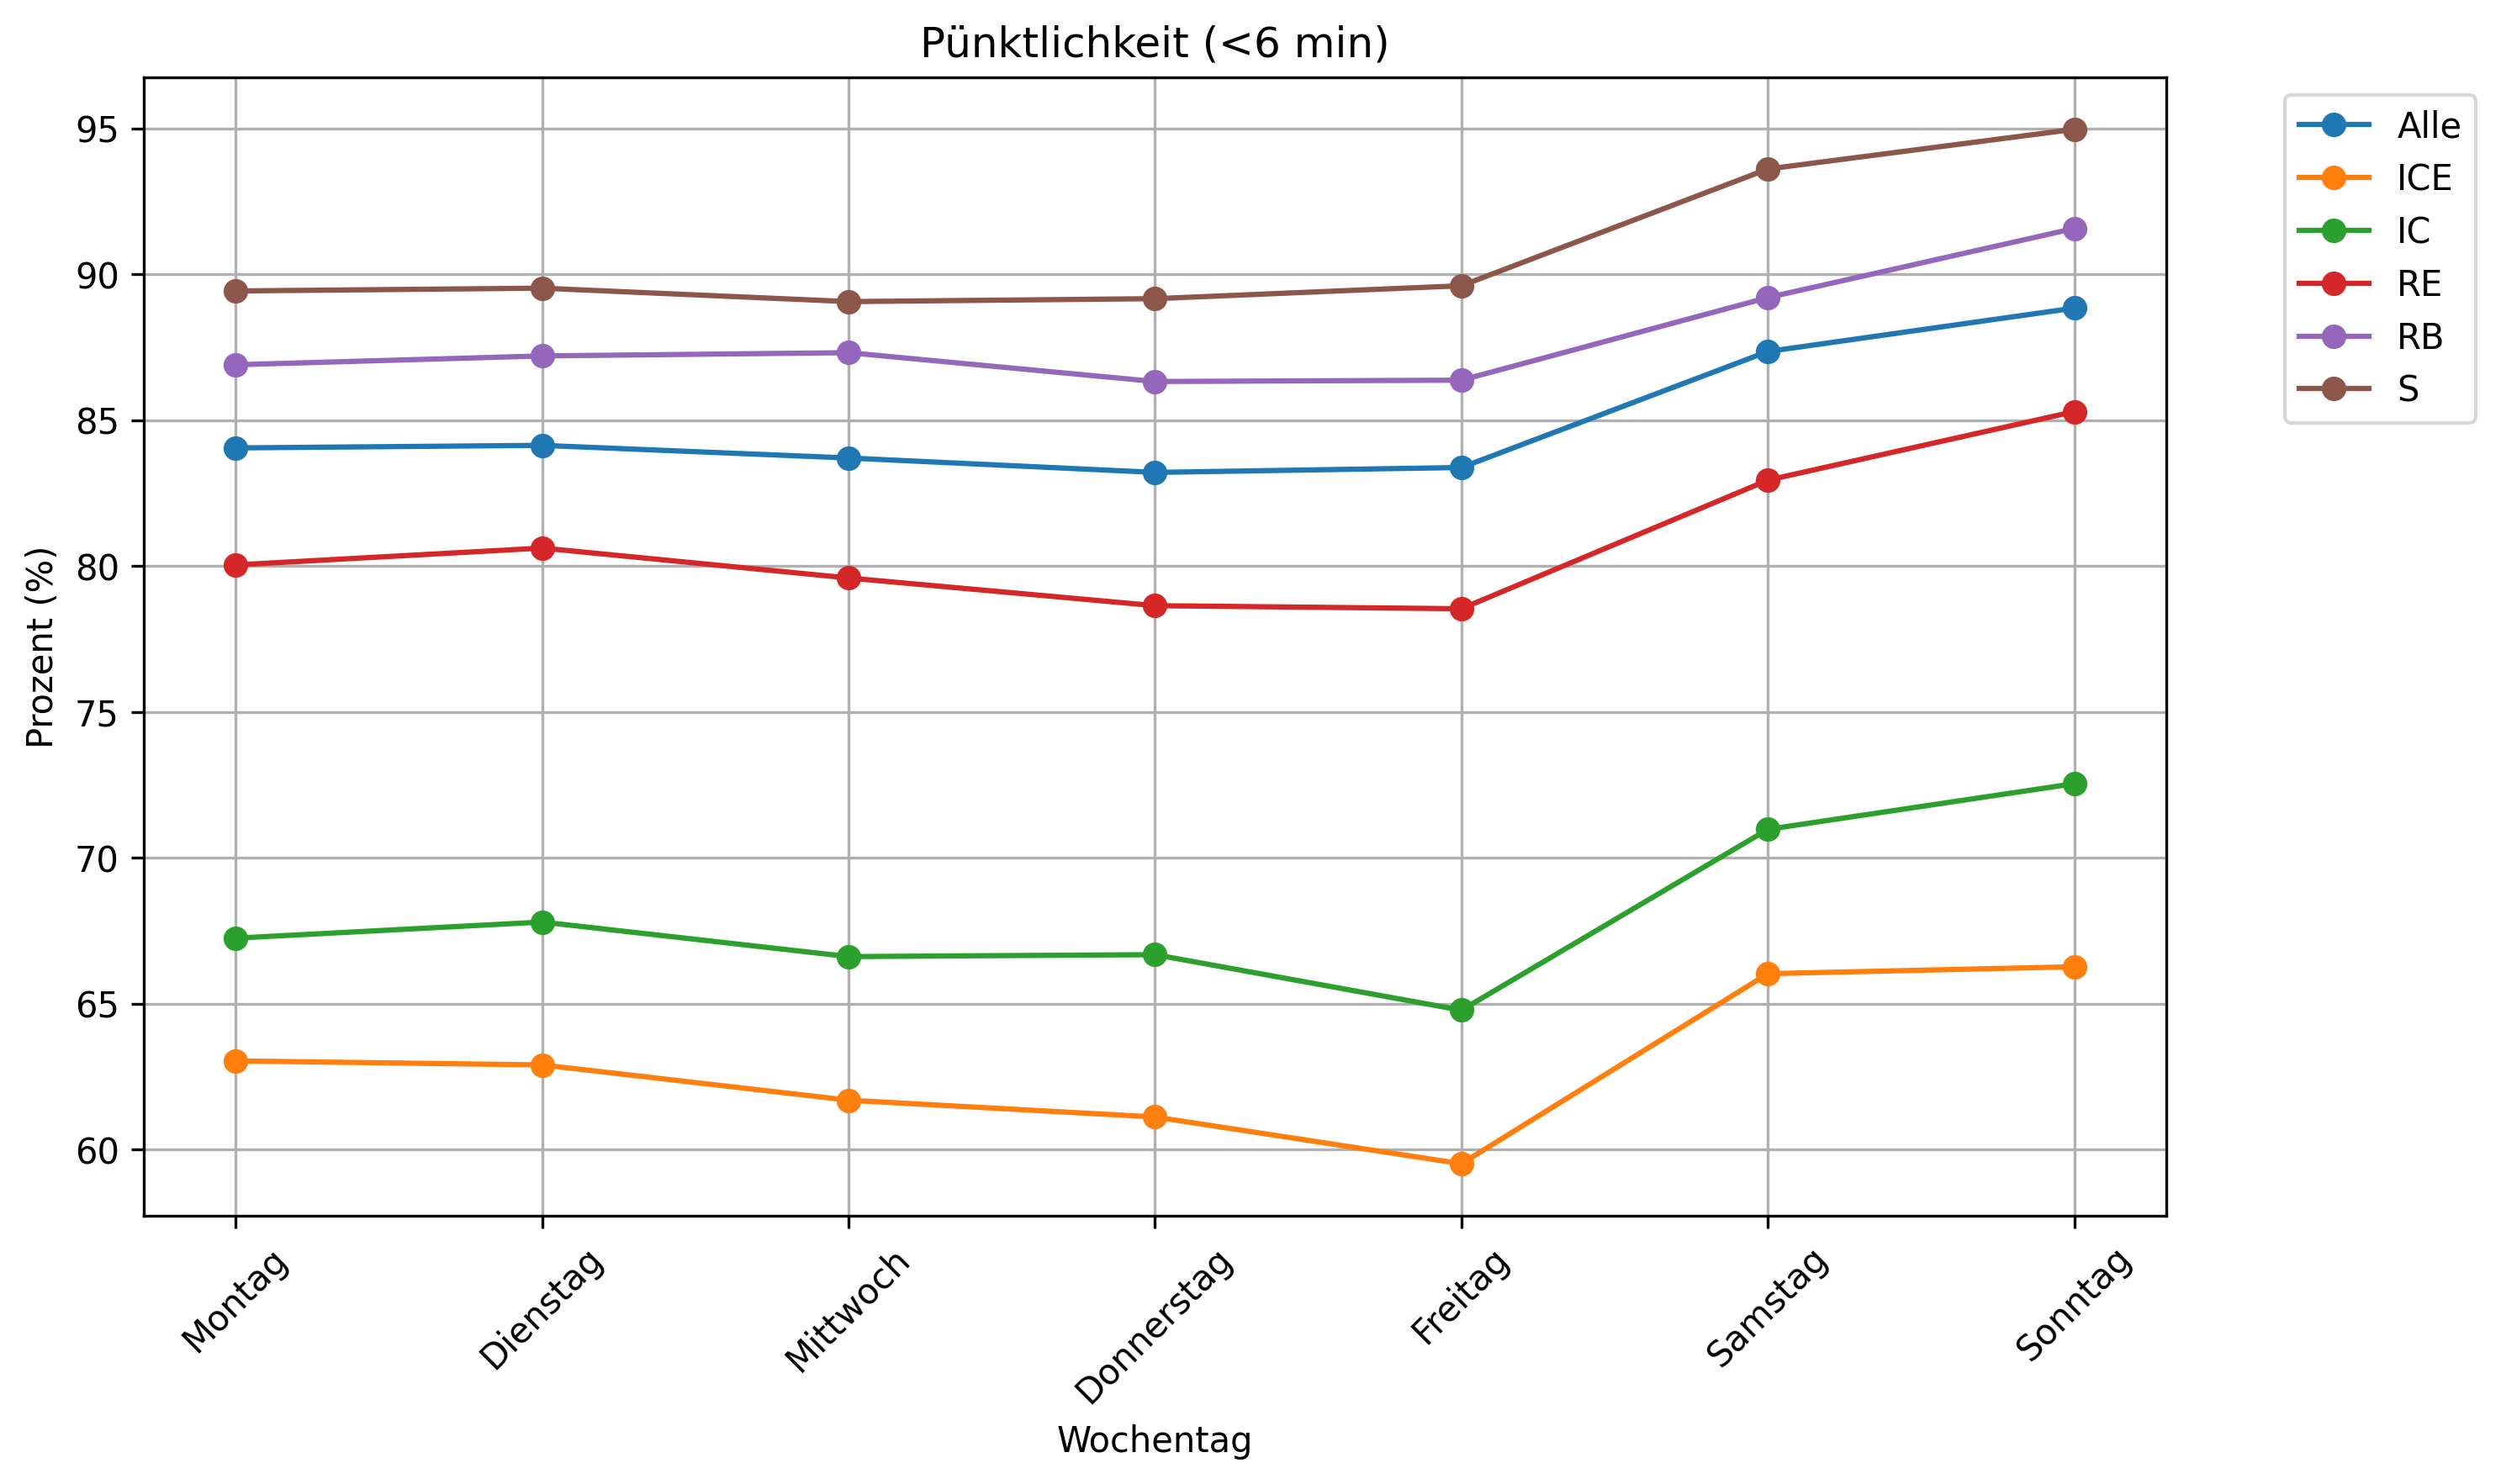 Pünktlichkeit (<6 min)
Prozent (%)
95
90
85
80
75
70
65
60
Montag
Dienstag
Mittwoch
Donnerstag
Freitag
Samstag
Sonntag
Wochentag
Alle
ICE
IC
RE
RB
S